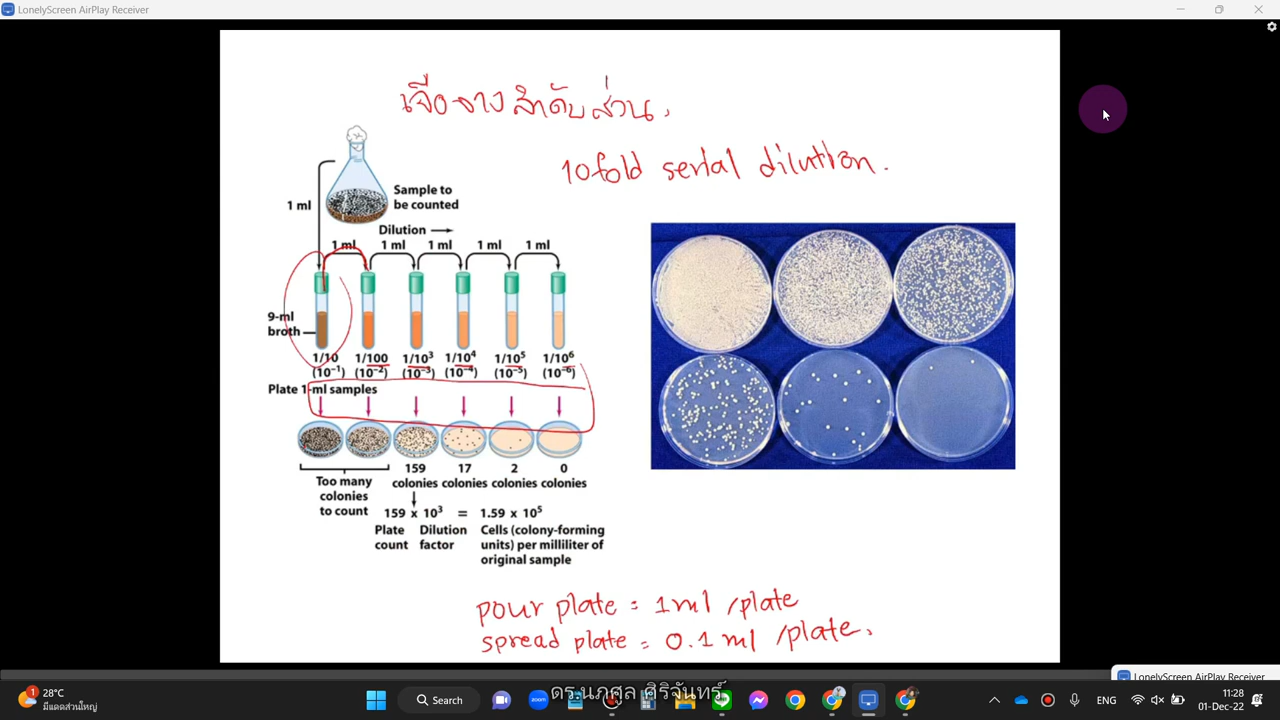 LonelyScreen AirPlay Receiver
เจือจางลำดับส่วน.
10fold serial dilution.
Sample to
be counted
1 ml
Dilution
1 ml 1 ml 1 ml 1 ml 1 ml
9-ml
broth
1/10 1/100 1/10³ 1/10⁴ 1/10⁵ 1/10⁶
(10⁻¹) (10⁻²) (10⁻³) (10⁻⁴) (10⁻⁵) (10⁻⁶)
Plate 1-ml samples
159 17 2 0
colonies colonies colonies colonies
Too many
colonies
to count
159 x 10³ = 1.59 x 10⁵
Plate
count
Dilution
factor
Cells (colony-forming
units) per milliliter of
original sample
pour plate = 1 ml /plate
spread plate = 0.1 ml /plate.
LonelyScreen AirPlay Receiver
ดร.นภศูล ศิริจันทร์
1
28°C
มีแดดส่วนใหญ่
Search
ENG
11:28
01-Dec-22